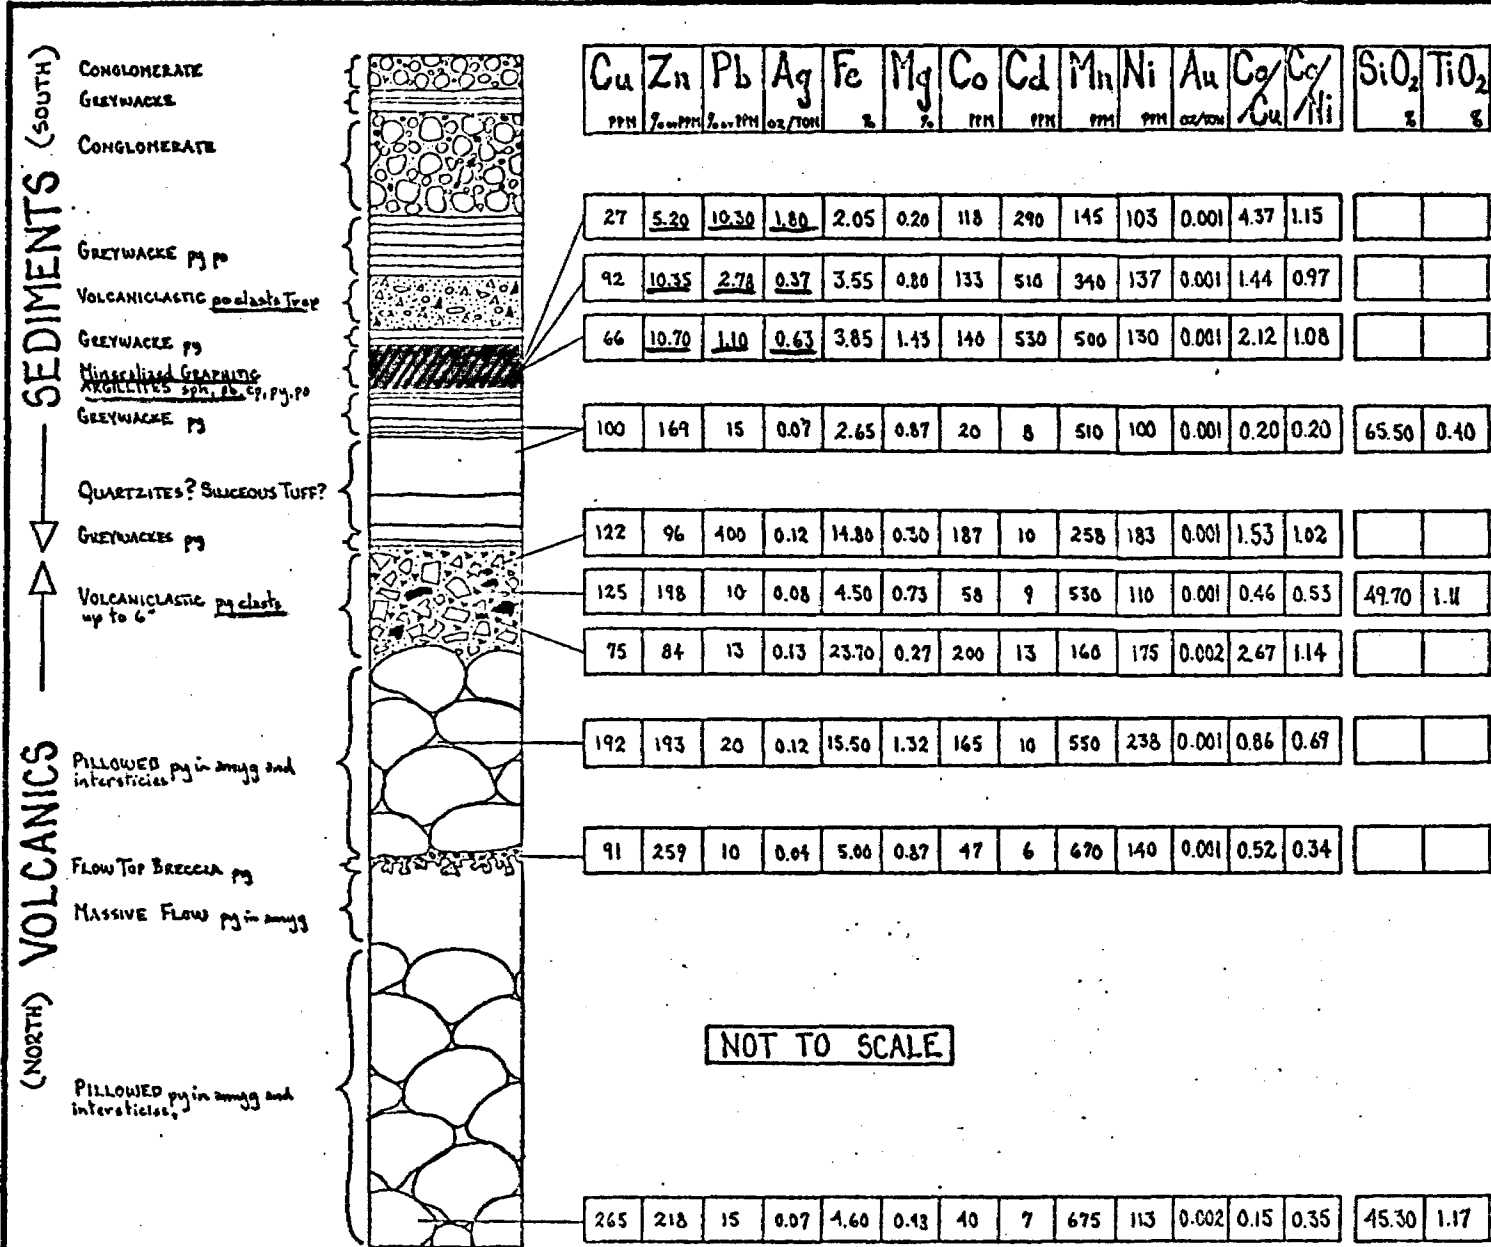 SEDIMENTS (SOUTH)
(NORTH) VOLCANICS
CONGLOMERATE
GREYWACKE
CONGLOMERATE
GREYWACKE py po
VOLCANICLASTIC po clasts Tr cp
GREYWACKE py
Mineralized GRAPHITIC
ARGILLITES sph, pb, cp, py, po
GREYWACKE py
QUARTZITES? SILICEOUS TUFF?
GREYWACKES py
VOLCANICLASTIC py clasts
up to 6"
PILLOWED py in amyg and
intersticies
FLOW TOP BRECCIA py
MASSIVE FLOW py in amyg
PILLOWED py in amyg and
intersticies.
Cu Zn Pb Ag Fe Mg Co Cd Mn Ni Au Co/Cu Co/Ni SiO2 TiO2
PPM % or PPM % or PPM oz/TON % % PPM PPM PPM PPM oz/TON % %
27 5.20 10.30 1.80 2.05 0.20 118 290 145 103 0.001 4.37 1.15
92 10.35 2.78 0.37 3.55 0.80 133 510 340 137 0.001 1.44 0.97
66 10.70 1.10 0.63 3.85 1.43 140 530 500 130 0.001 2.12 1.08
100 169 15 0.07 2.65 0.87 20 8 510 100 0.001 0.20 0.20 65.50 0.40
122 96 400 0.12 14.80 0.30 187 10 258 183 0.001 1.53 1.02
125 198 10 0.08 4.50 0.73 58 9 530 110 0.001 0.46 0.53 49.70 1.11
75 84 13 0.13 23.70 0.27 200 13 160 175 0.002 2.67 1.14
192 193 20 0.12 15.50 1.32 165 10 550 238 0.001 0.86 0.69
91 259 10 0.04 5.00 0.87 47 6 670 140 0.001 0.52 0.34
NOT TO SCALE
265 218 15 0.07 4.60 0.43 40 7 675 113 0.002 0.15 0.35 45.30 1.17